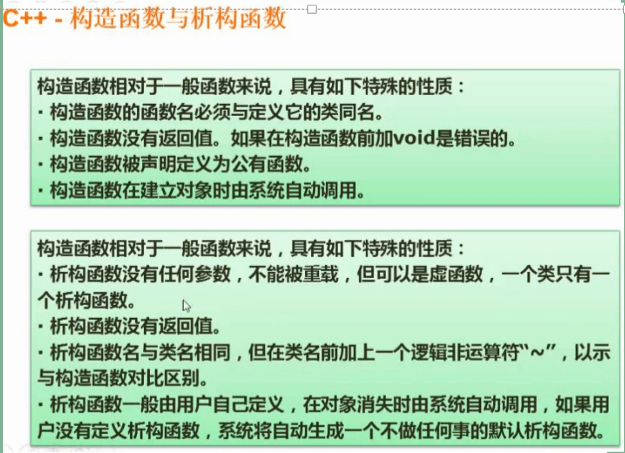 C++ - 构造函数与析构函数
构造函数相对于一般函数来说，具有如下特殊的性质：
· 构造函数的函数名必须与定义它的类同名。
· 构造函数没有返回值。如果在构造函数前加void是错误的。
· 构造函数被声明定义为公有函数。
· 构造函数在建立对象时由系统自动调用。
构造函数相对于一般函数来说，具有如下特殊的性质：
· 析构函数没有任何参数，不能被重载，但可以是虚函数，一个类只有一
个析构函数。
· 析构函数没有返回值。
· 析构函数名与类名相同，但在类名前加上一个逻辑非运算符“~”，以示
与构造函数对比区别。
· 析构函数一般由用户自己定义，在对象消失时由系统自动调用，如果用
户没有定义析构函数，系统将自动生成一个不做任何事的默认析构函数。